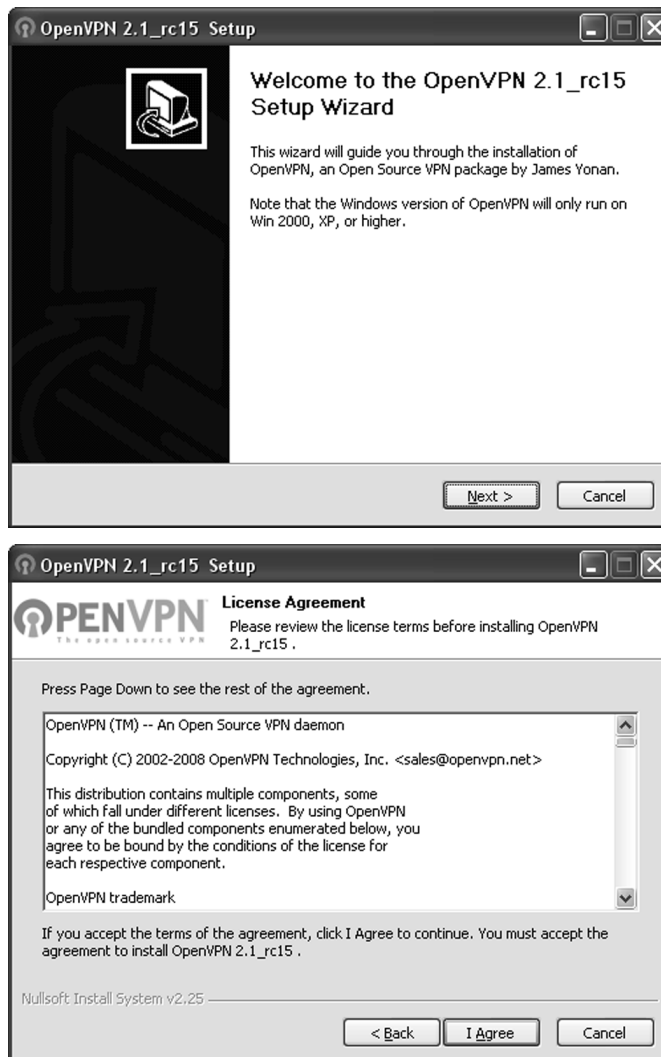 OpenVPN 2.1_rc15 Setup
Welcome to the OpenVPN 2.1_rc15
Setup Wizard
This wizard will guide you through the installation of
OpenVPN, an Open Source VPN package by James Yonan.
Note that the Windows version of OpenVPN will only run on
Win 2000, XP, or higher.
Next >
Cancel
OpenVPN 2.1_rc15 Setup
OPENVPN
The open source VPN
License Agreement
Please review the license terms before installing OpenVPN
2.1_rc15 .
Press Page Down to see the rest of the agreement.
OpenVPN (TM) -- An Open Source VPN daemon
Copyright (C) 2002-2008 OpenVPN Technologies, Inc. <sales@openvpn.net>
This distribution contains multiple components, some
of which fall under different licenses. By using OpenVPN
or any of the bundled components enumerated below, you
agree to be bound by the conditions of the license for
each respective component.
OpenVPN trademark
If you accept the terms of the agreement, click I Agree to continue. You must accept the
agreement to install OpenVPN 2.1_rc15 .
Nullsoft Install System v2.25
< Back
I Agree
Cancel